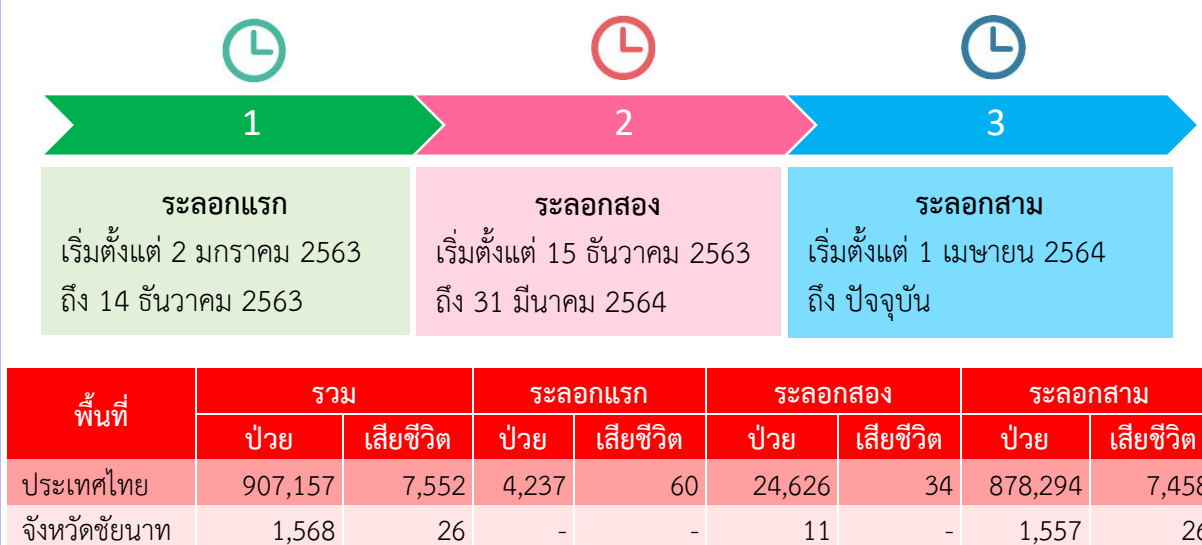 1
2
3
ระลอกแรก
เริ่มตั้งแต่ 2 มกราคม 2563
ถึง 14 ธันวาคม 2563
ระลอกสอง
เริ่มตั้งแต่ 15 ธันวาคม 2563
ถึง 31 มีนาคม 2564
ระลอกสาม
เริ่มตั้งแต่ 1 เมษายน 2564
ถึง ปัจจุบัน
พื้นที่ รวม ระลอกแรก ระลอกสอง ระลอกสาม
ป่วย เสียชีวิต ป่วย เสียชีวิต ป่วย เสียชีวิต ป่วย เสียชีวิต
ประเทศไทย 907,157 7,552 4,237 60 24,626 34 878,294 7,458
จังหวัดชัยนาท 1,568 26 - - 11 - 1,557 26